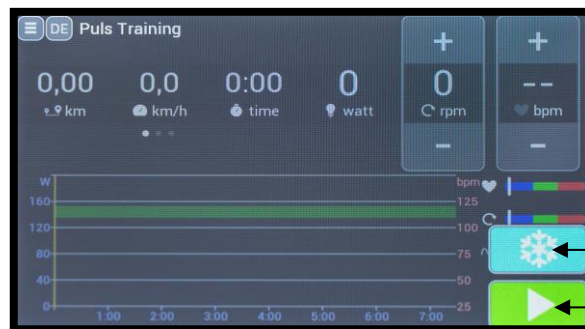 DE Puls Training
+ +
0,00 0,0 0:00 0 0 --
km km/h time watt rpm bpm
- -
W bpm
160 125
120 100
80 75
40 50
0 25
1:00 2:00 3:00 4:00 5:00 6:00 7:00